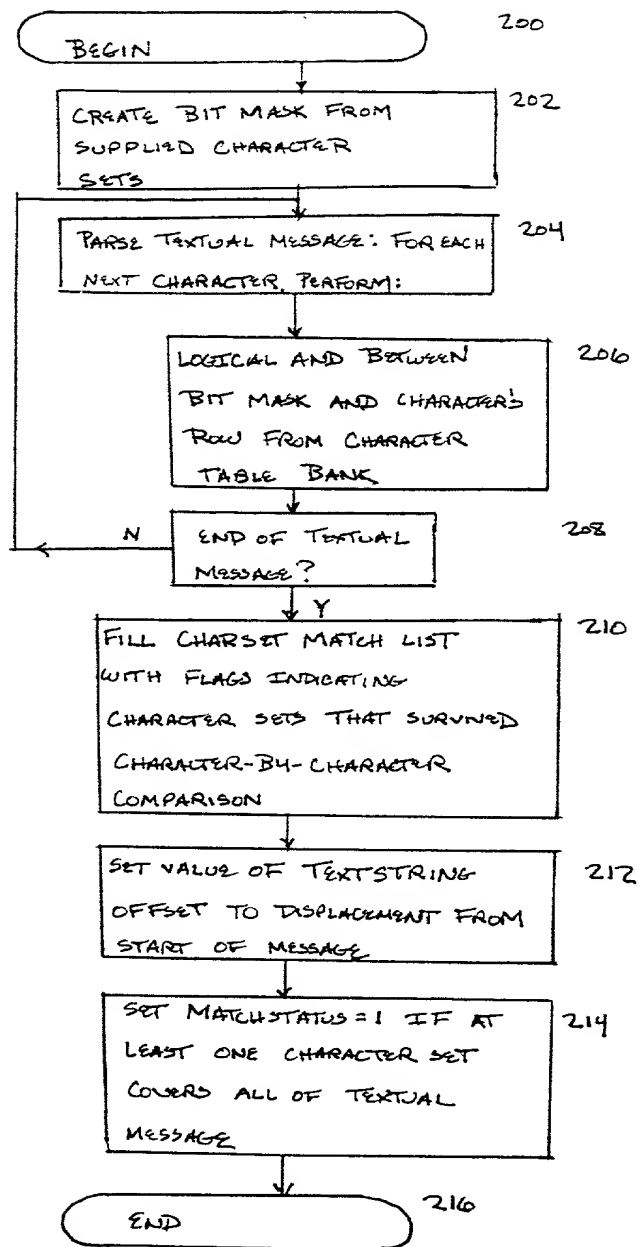 200
BEGIN
202
CREATE BIT MASK FROM
SUPPLIED CHARACTER
SETS
204
PARSE TEXTUAL MESSAGE: FOR EACH
NEXT CHARACTER, PERFORM:
206
LOGICAL AND BETWEEN
BIT MASK AND CHARACTER'S
ROW FROM CHARACTER
TABLE BANK
208
N
END OF TEXTUAL
MESSAGE?
Y
210
FILL CHARSET MATCH LIST
WITH FLAGS INDICATING
CHARACTER SETS THAT SURVIVED
CHARACTER-BY-CHARACTER
COMPARISON
212
SET VALUE OF TEXTSTRING
OFFSET TO DISPLACEMENT FROM
START OF MESSAGE
214
SET MATCHSTATUS=1 IF AT
LEAST ONE CHARACTER SET
COVERS ALL OF TEXTUAL
MESSAGE
216
END